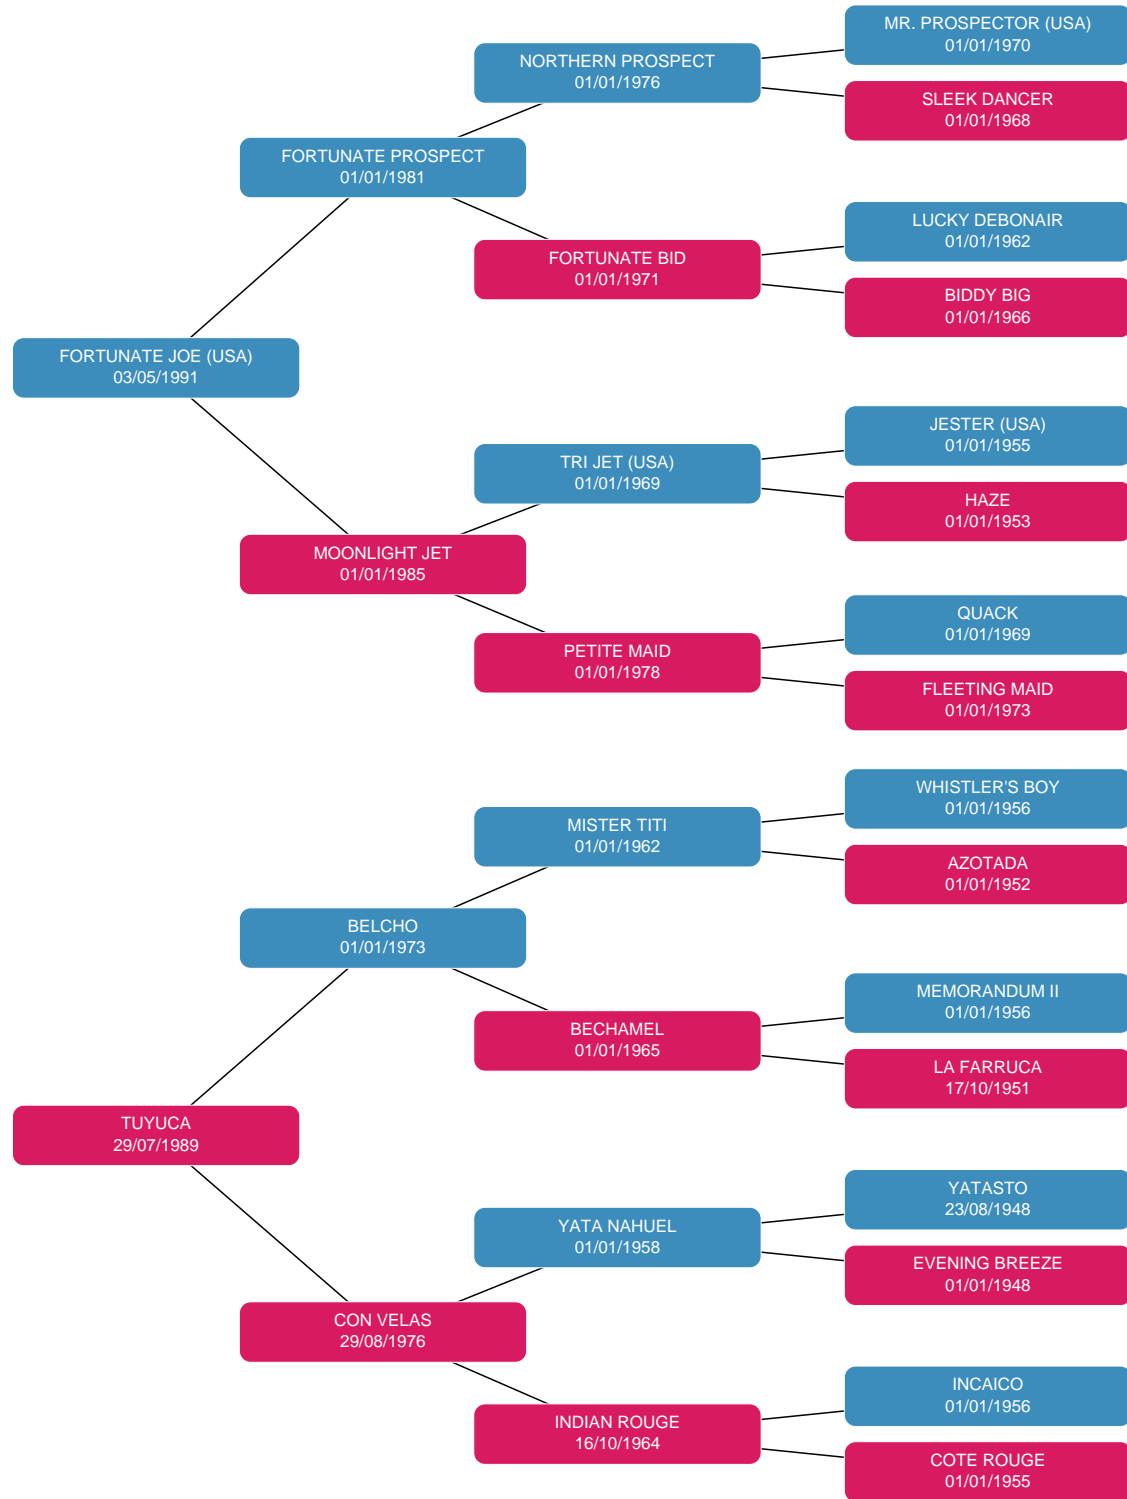 MR. PROSPECTOR (USA)
01/01/1970
NORTHERN PROSPECT
01/01/1976
SLEEK DANCER
01/01/1968
FORTUNATE PROSPECT
01/01/1981
LUCKY DEBONAIR
01/01/1962
FORTUNATE BID
01/01/1971
BIDDY BIG
01/01/1966
FORTUNATE JOE (USA)
03/05/1991
JESTER (USA)
01/01/1955
TRI JET (USA)
01/01/1969
HAZE
01/01/1953
MOONLIGHT JET
01/01/1985
QUACK
01/01/1969
PETITE MAID
01/01/1978
FLEETING MAID
01/01/1973
WHISTLER'S BOY
01/01/1956
MISTER TITI
01/01/1962
AZOTADA
01/01/1952
BELCHO
01/01/1973
MEMORANDUM II
01/01/1956
BECHAMEL
01/01/1965
LA FARRUCA
17/10/1951
TUYUCA
29/07/1989
YATASTO
23/08/1948
YATA NAHUEL
01/01/1958
EVENING BREEZE
01/01/1948
CON VELAS
29/08/1976
INCAICO
01/01/1956
INDIAN ROUGE
16/10/1964
COTE ROUGE
01/01/1955